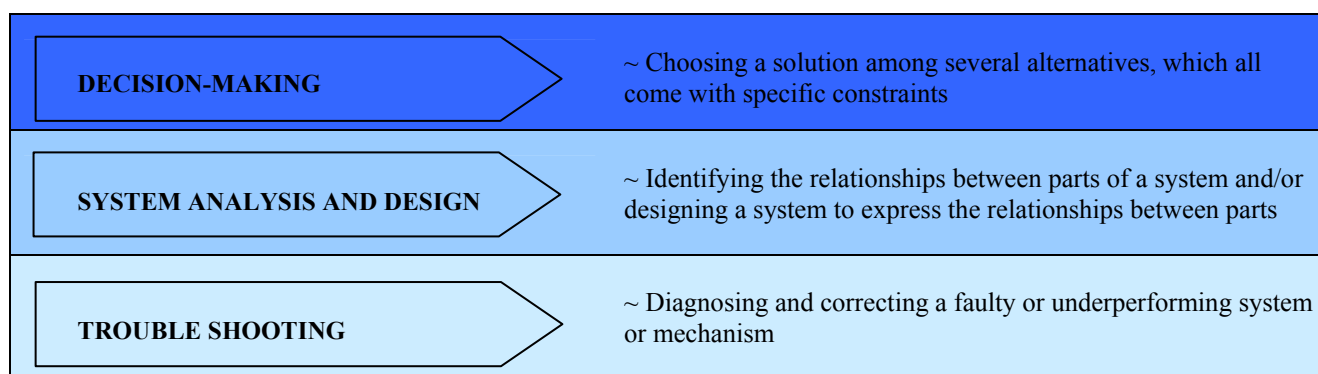 DECISION-MAKING
~ Choosing a solution among several alternatives, which all
come with specific constraints
SYSTEM ANALYSIS AND DESIGN
~ Identifying the relationships between parts of a system and/or
designing a system to express the relationships between parts
TROUBLE SHOOTING
~ Diagnosing and correcting a faulty or underperforming system
or mechanism